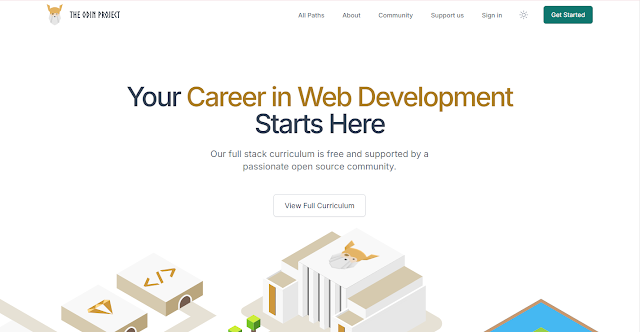 THE ODIN PROJECT
All Paths
About
Community
Support us
Sign in
Get Started
Your Career in Web Development
Starts Here
Our full stack curriculum is free and supported by a
passionate open source community.
View Full Curriculum
</>